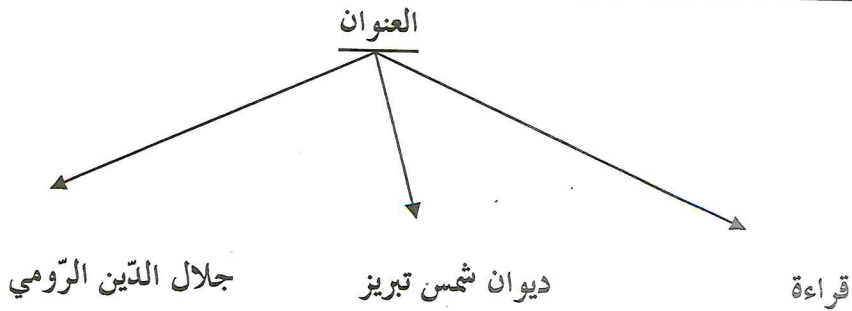 العنوان
قراءة
ديوان شمس تبريز
جلال الدّين الرّومي